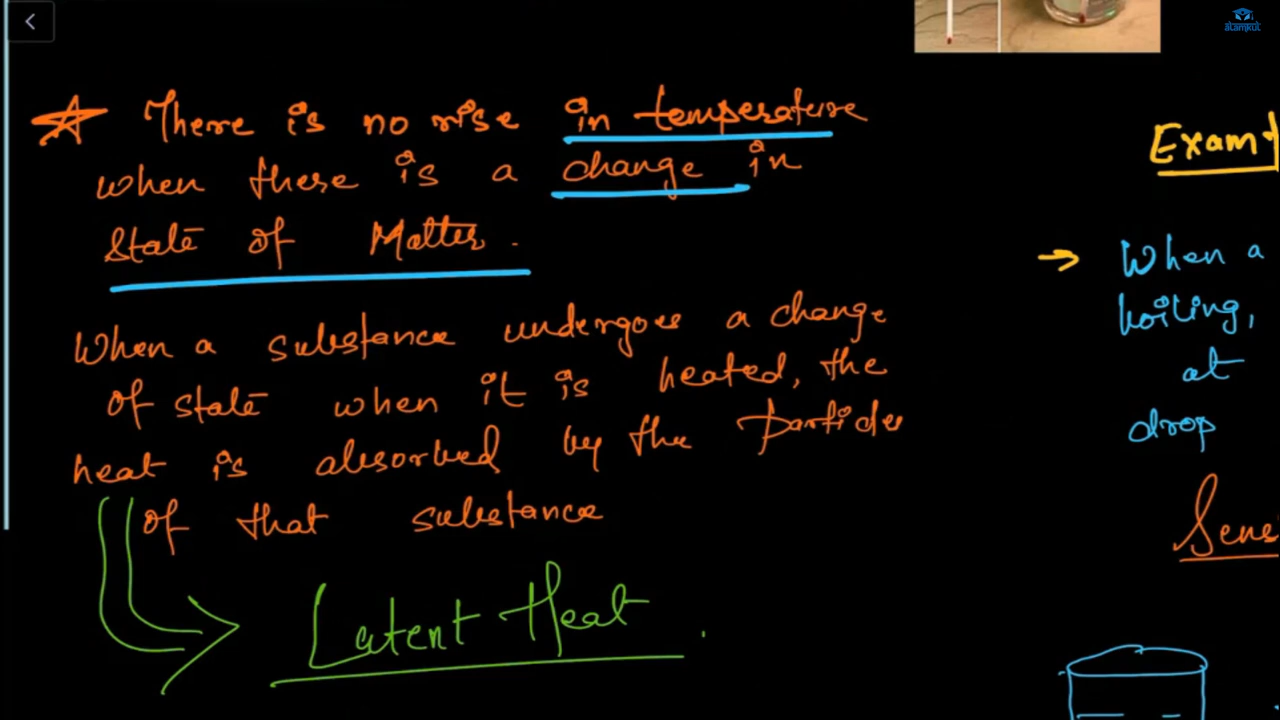 atamkul
☆ There is no rise in temperature
when there is a change in
State of Matter.
When a substance undergoes a change
of state when it is heated, the
heat is absorbed by the particles
of that substance
Latent Heat.
Exam
→ When a
boiling,
at
drop
Sens